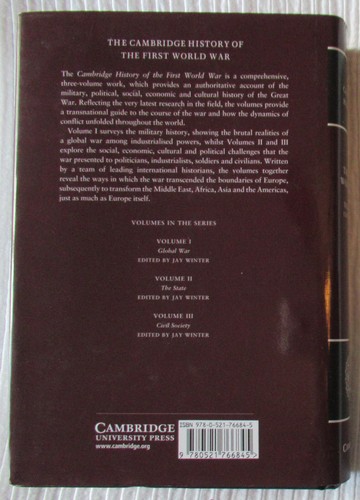 THE CAMBRIDGE HISTORY OF
THE FIRST WORLD WAR
The Cambridge History of the First World War is a comprehensive,
three-volume work, which provides an authoritative account of the
military, political, social, economic and cultural history of the Great
War. Reflecting the very latest research in the field, the volumes provide
a transnational guide to the course of the war and how the dynamics of
conflict unfolded throughout the world.
Volume I surveys the military history, showing the brutal realities of
a global war among industrialised powers, whilst Volumes II and III
explore the social, economic, cultural and political challenges that the
war presented to politicians, industrialists, soldiers and civilians. Written
by a team of leading international historians, the volumes together
reveal the ways in which the war transcended the boundaries of Europe,
subsequently to transform the Middle East, Africa, Asia and the Americas,
just as much as Europe itself.
VOLUMES IN THE SERIES
VOLUME I
Global War
EDITED BY JAY WINTER
VOLUME II
The State
EDITED BY JAY WINTER
VOLUME III
Civil Society
EDITED BY JAY WINTER
CAMBRIDGE
UNIVERSITY PRESS
ISBN 978-0-521-76684-5
9 780521 766845 >